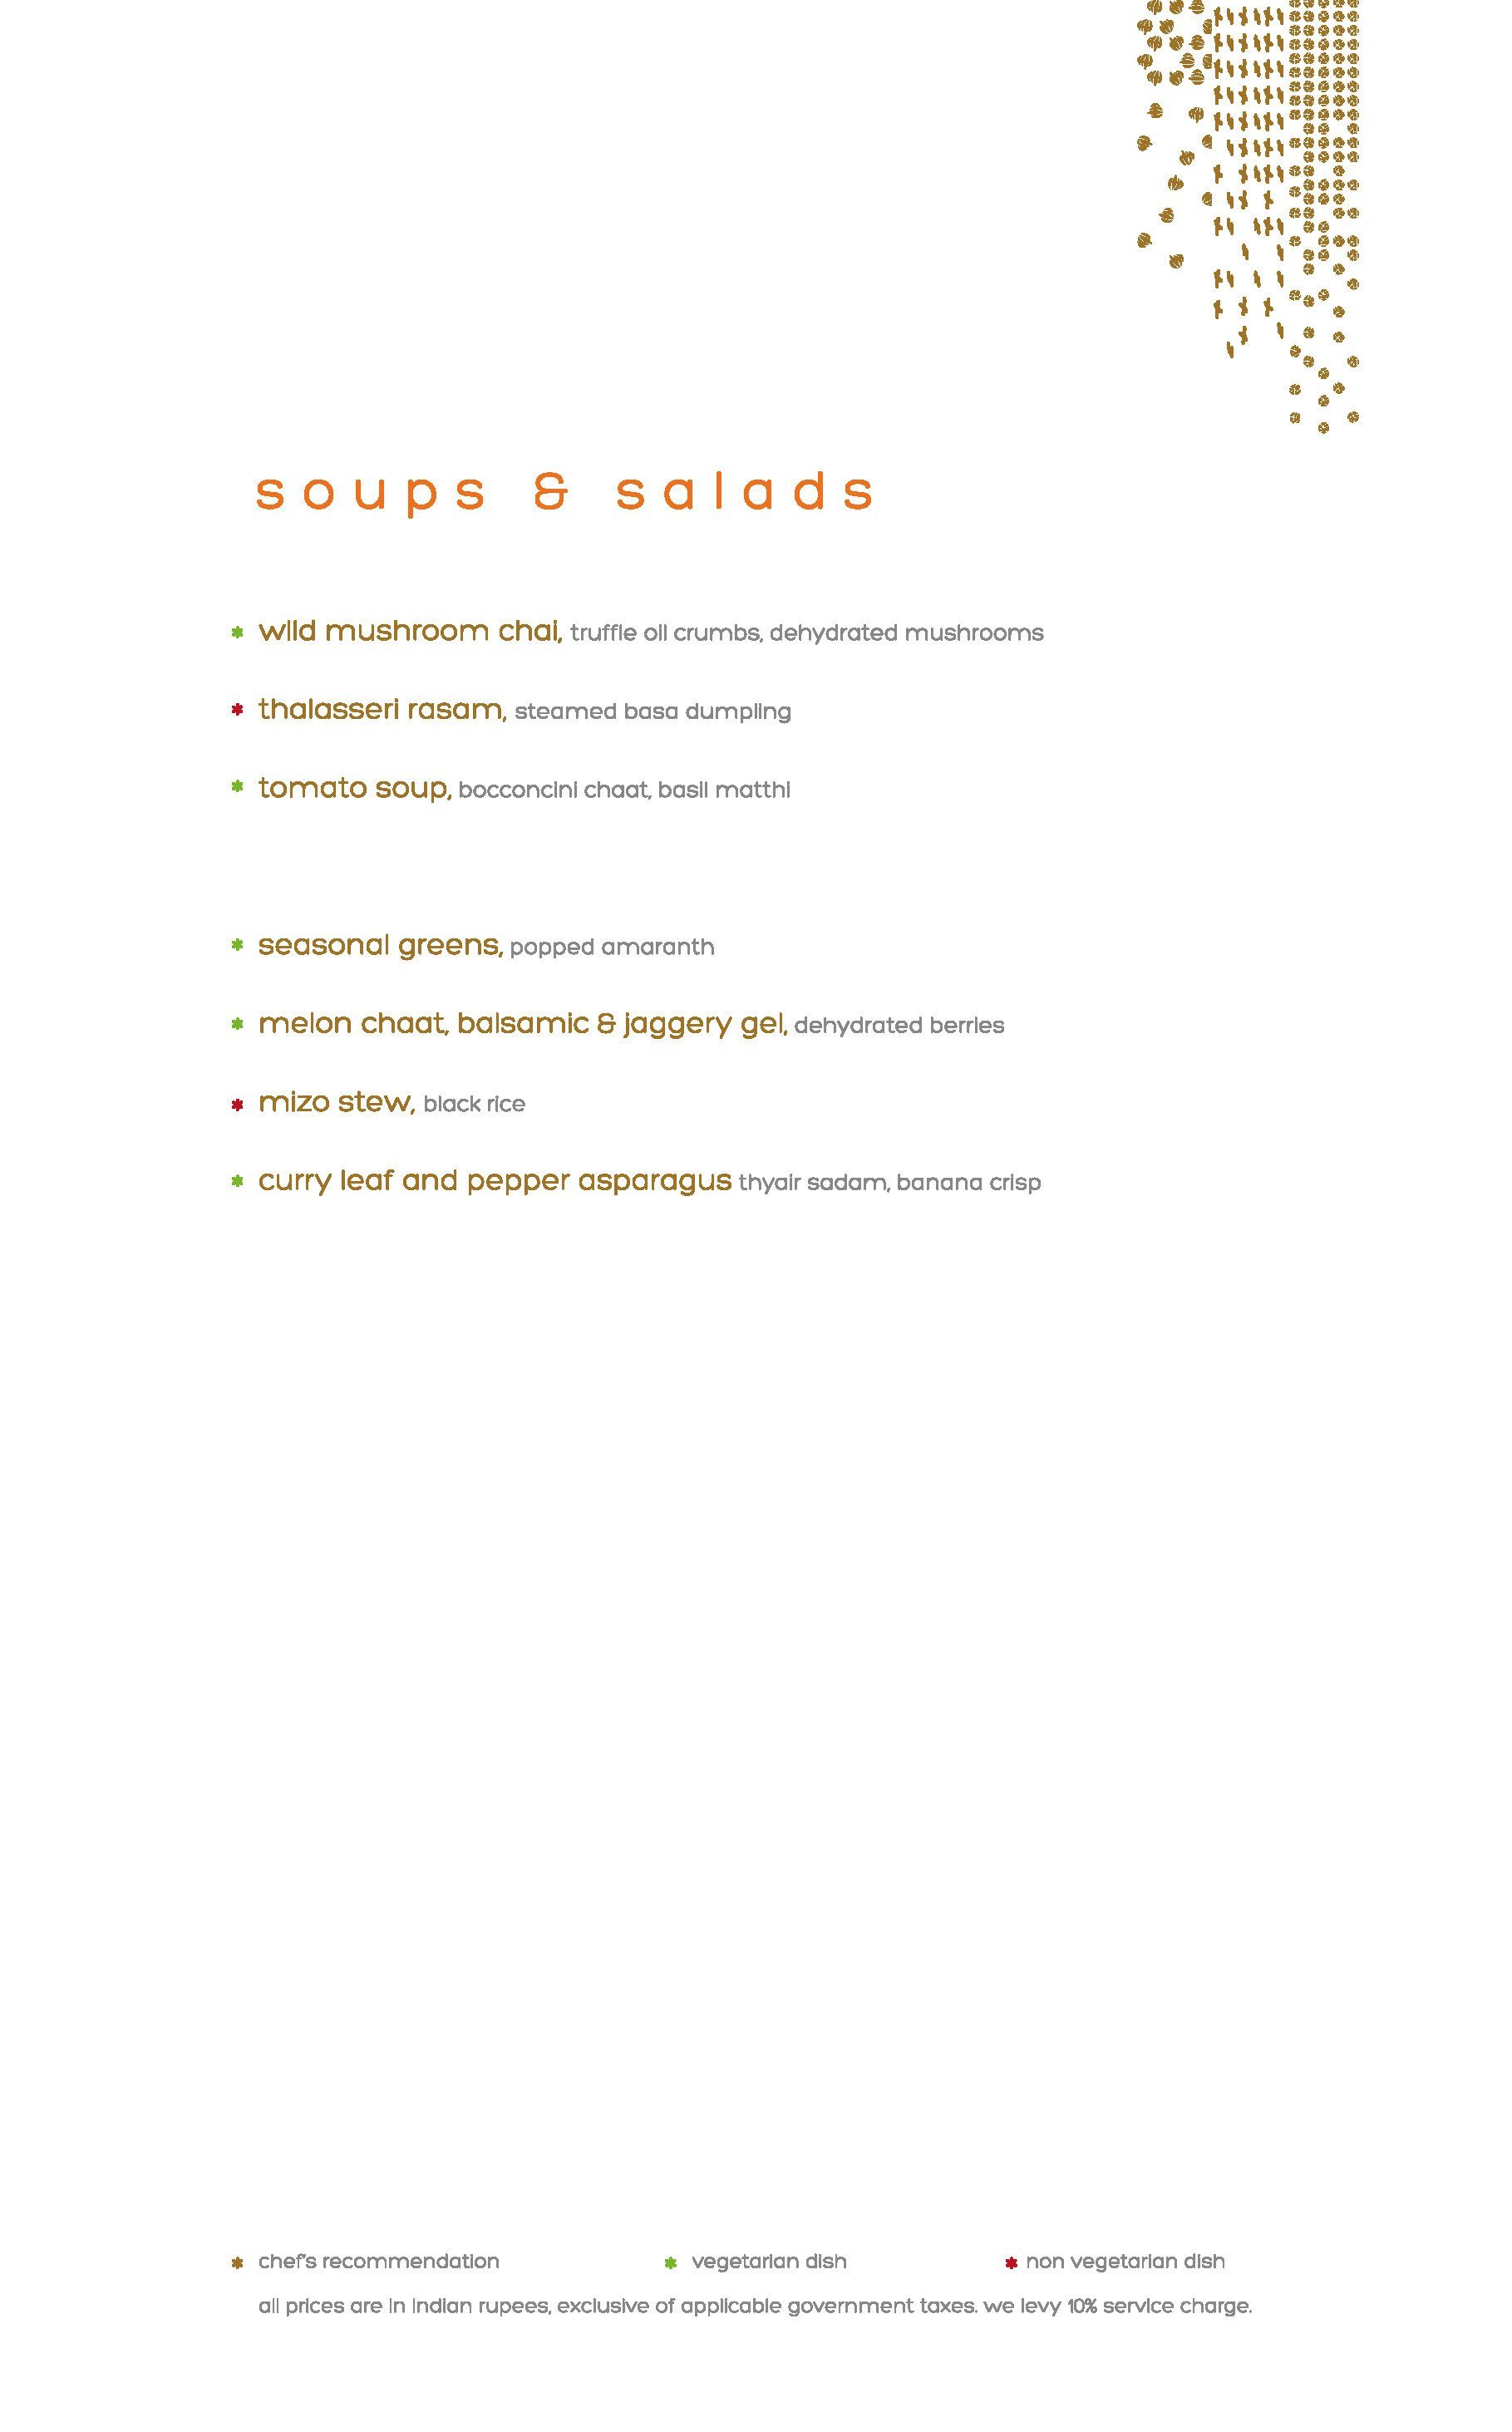 soups & salads
* wild mushroom chai, truffle oil crumbs, dehydrated mushrooms
* thalasseri rasam, steamed basa dumpling
* tomato soup, bocconcini chaat, basil matthi
* seasonal greens, popped amaranth
* melon chaat, balsamic & jaggery gel, dehydrated berries
* mizo stew, black rice
* curry leaf and pepper asparagus thyair sadam, banana crisp
* chef's recommendation * vegetarian dish * non vegetarian dish
all prices are in indian rupees, exclusive of applicable government taxes. we levy 10% service charge.